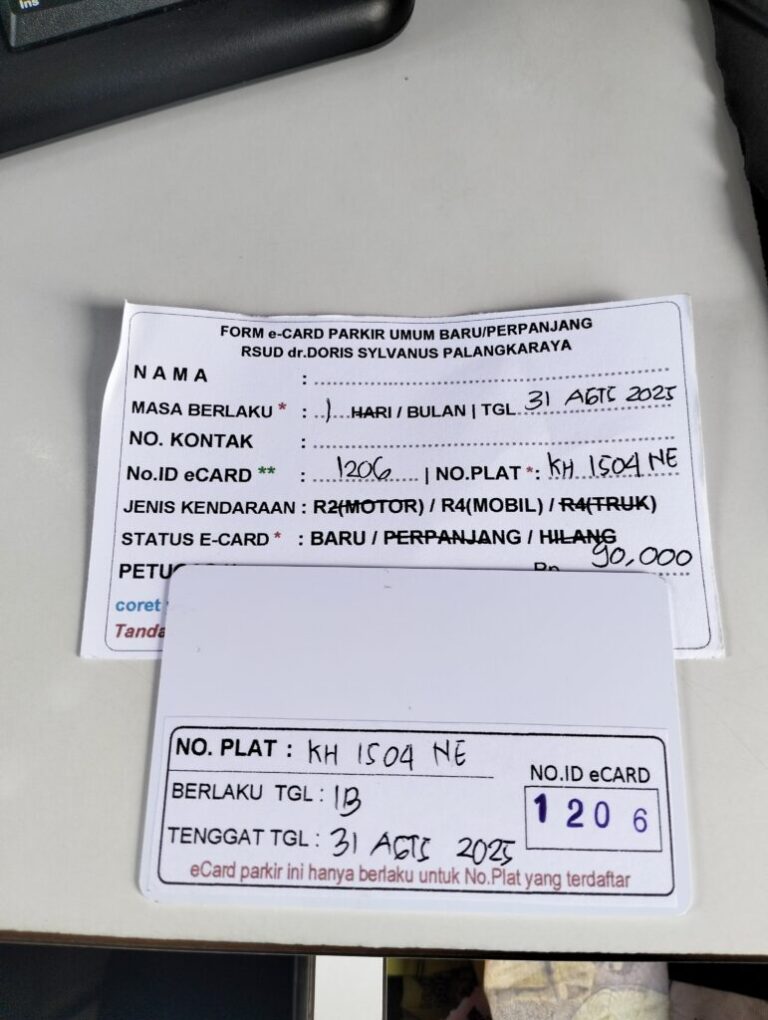 Ins
FORM e-CARD PARKIR UMUM BARU/PERPANJANG
RSUD dr.DORIS SYLVANUS PALANGKARAYA
NAMA :
MASA BERLAKU * : 1 HARI / BULAN | TGL 31 AGTS 2025
NO. KONTAK :
No.ID eCARD ** : 1206 | NO.PLAT *: KH 1504 NE
JENIS KENDARAAN : R2(MOTOR) / R4(MOBIL) / R4(TRUK)
STATUS E-CARD * : BARU / PERPANJANG / HILANG
Rp 90,000
coret
NO. PLAT : KH 1504 NE
NO.ID eCARD
BERLAKU TGL : 1B
1206
TENGGAT TGL : 31 AGTS 2025
eCard parkir ini hanya berlaku untuk No.Plat yang terdaftar